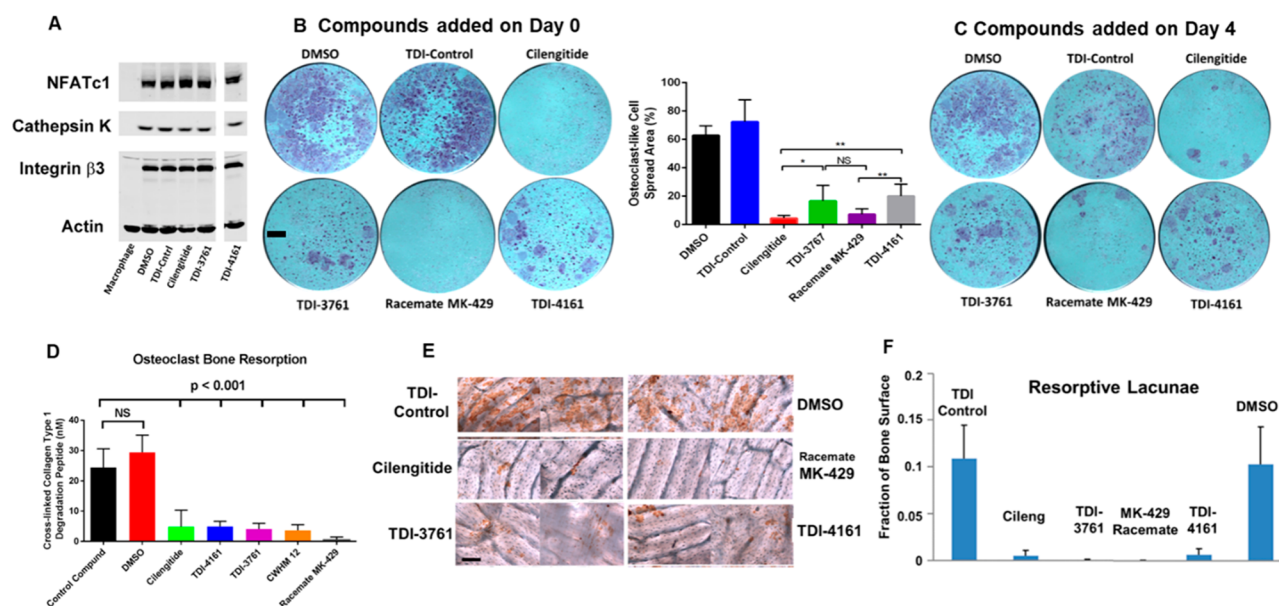 A
NFATc1
Cathepsin K
Integrin β3
Actin
Macrophage
DMSO
TDI-Cntrl
Cilengitide
TDI-3761
TDI-4161
B Compounds added on Day 0
DMSO
TDI-Control
Cilengitide
TDI-3761
Racemate MK-429
TDI-4161
Osteoclast-like Cell
Spread Area (%)
100
80
60
40
20
0
**
*
NS
**
DMSO
TDI-Control
Cilengitide
TDI-3767
Racemate MK-429
TDI-4161
C Compounds added on Day 4
DMSO
TDI-Control
Cilengitide
TDI-3761
Racemate MK-429
TDI-4161
D
Osteoclast Bone Resorption
p < 0.001
NS
Cross-linked Collagen Type 1
Degradation Peptide (nM)
40
30
20
10
0
Control Compund
DMSO
Cilengitide
TDI-4161
TDI-3761
CWHM 12
Racemate MK-429
E
TDI-
Control
DMSO
Cilengitide
Racemate
MK-429
TDI-3761
TDI-4161
F
Resorptive Lacunae
Fraction of Bone Surface
0.2
0.15
0.1
0.05
0
TDI
Control
Cileng
TDI-
3761
MK-429
Racemate
TDI-
4161
DMSO